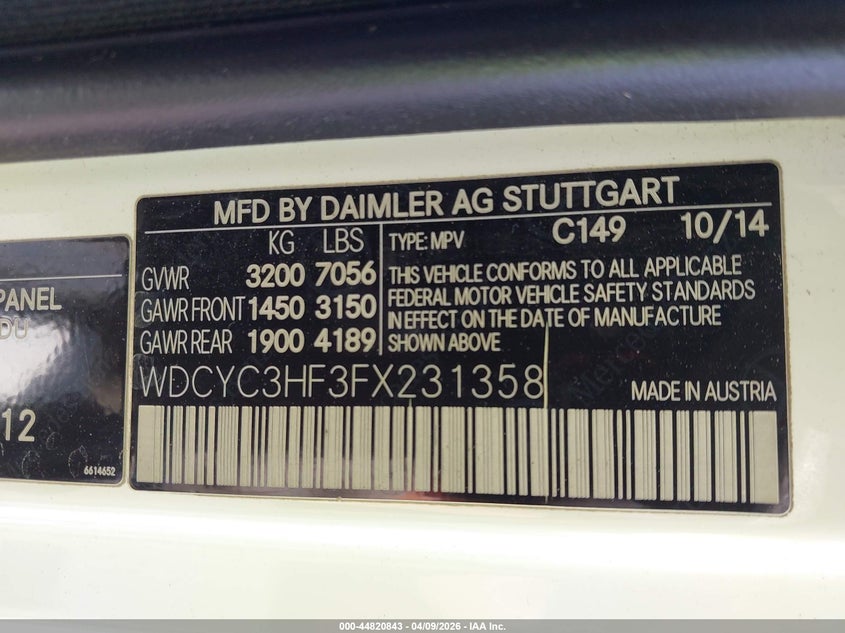 MFD BY DAIMLER AG STUTTGART
KG LBS
GVWR 3200 7056
GAWR FRONT 1450 3150
GAWR REAR 1900 4189
TYPE: MPV C149 10/14
THIS VEHICLE CONFORMS TO ALL APPLICABLE
FEDERAL MOTOR VEHICLE SAFETY STANDARDS
IN EFFECT ON THE DATE OF MANUFACTURE
SHOWN ABOVE
WDCYC3HF3FX231358 MADE IN AUSTRIA
PANEL
DU
12
6614652
000-44820843 - 04/09/2026 - IAA Inc.